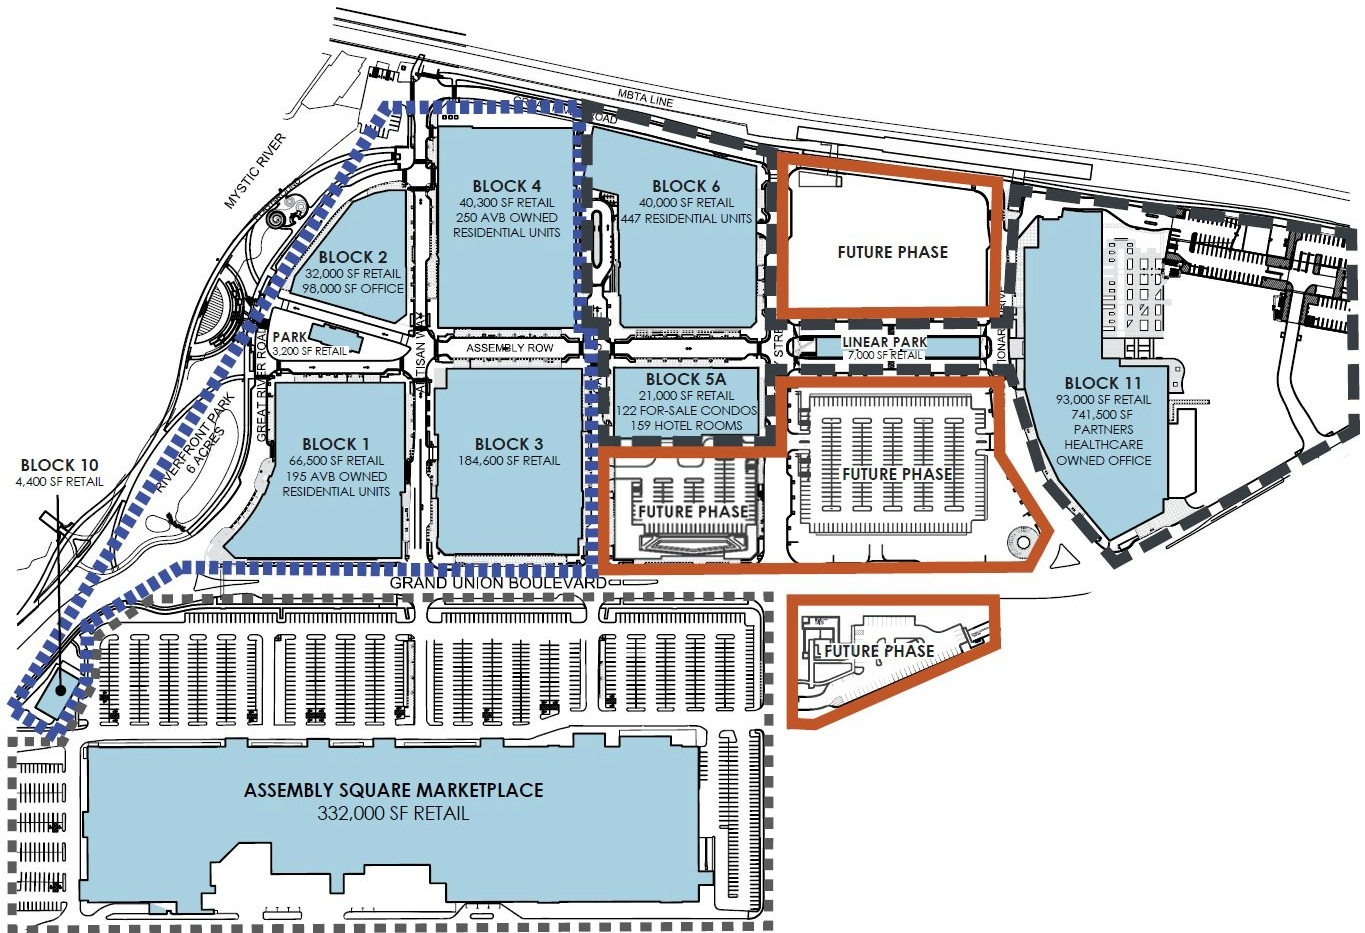 MBTA LINE
ROAD
MYSTIC RIVER
BLOCK 4
40,300 SF RETAIL
250 AVB OWNED
RESIDENTIAL UNITS
BLOCK 6
40,000 SF RETAIL
447 RESIDENTIAL UNITS
FUTURE PHASE
BLOCK 2
32,000 SF RETAIL
98,000 SF OFFICE
PARK
3,200 SF RETAIL
ASSEMBLY ROW
LINEAR PARK
7,000 SF RETAIL
BLOCK 5A
21,000 SF RETAIL
122 FOR-SALE CONDOS
159 HOTEL ROOMS
BLOCK 11
93,000 SF RETAIL
741,500 SF
PARTNERS
HEALTHCARE
OWNED OFFICE
GREAT RIVER ROAD
RIVERFRONT PARK
6 ACRES
BLOCK 1
66,500 SF RETAIL
195 AVB OWNED
RESIDENTIAL UNITS
BLOCK 3
184,600 SF RETAIL
BLOCK 10
4,400 SF RETAIL
FUTURE PHASE
FUTURE PHASE
GRAND UNION BOULEVARD
FUTURE PHASE
ASSEMBLY SQUARE MARKETPLACE
332,000 SF RETAIL